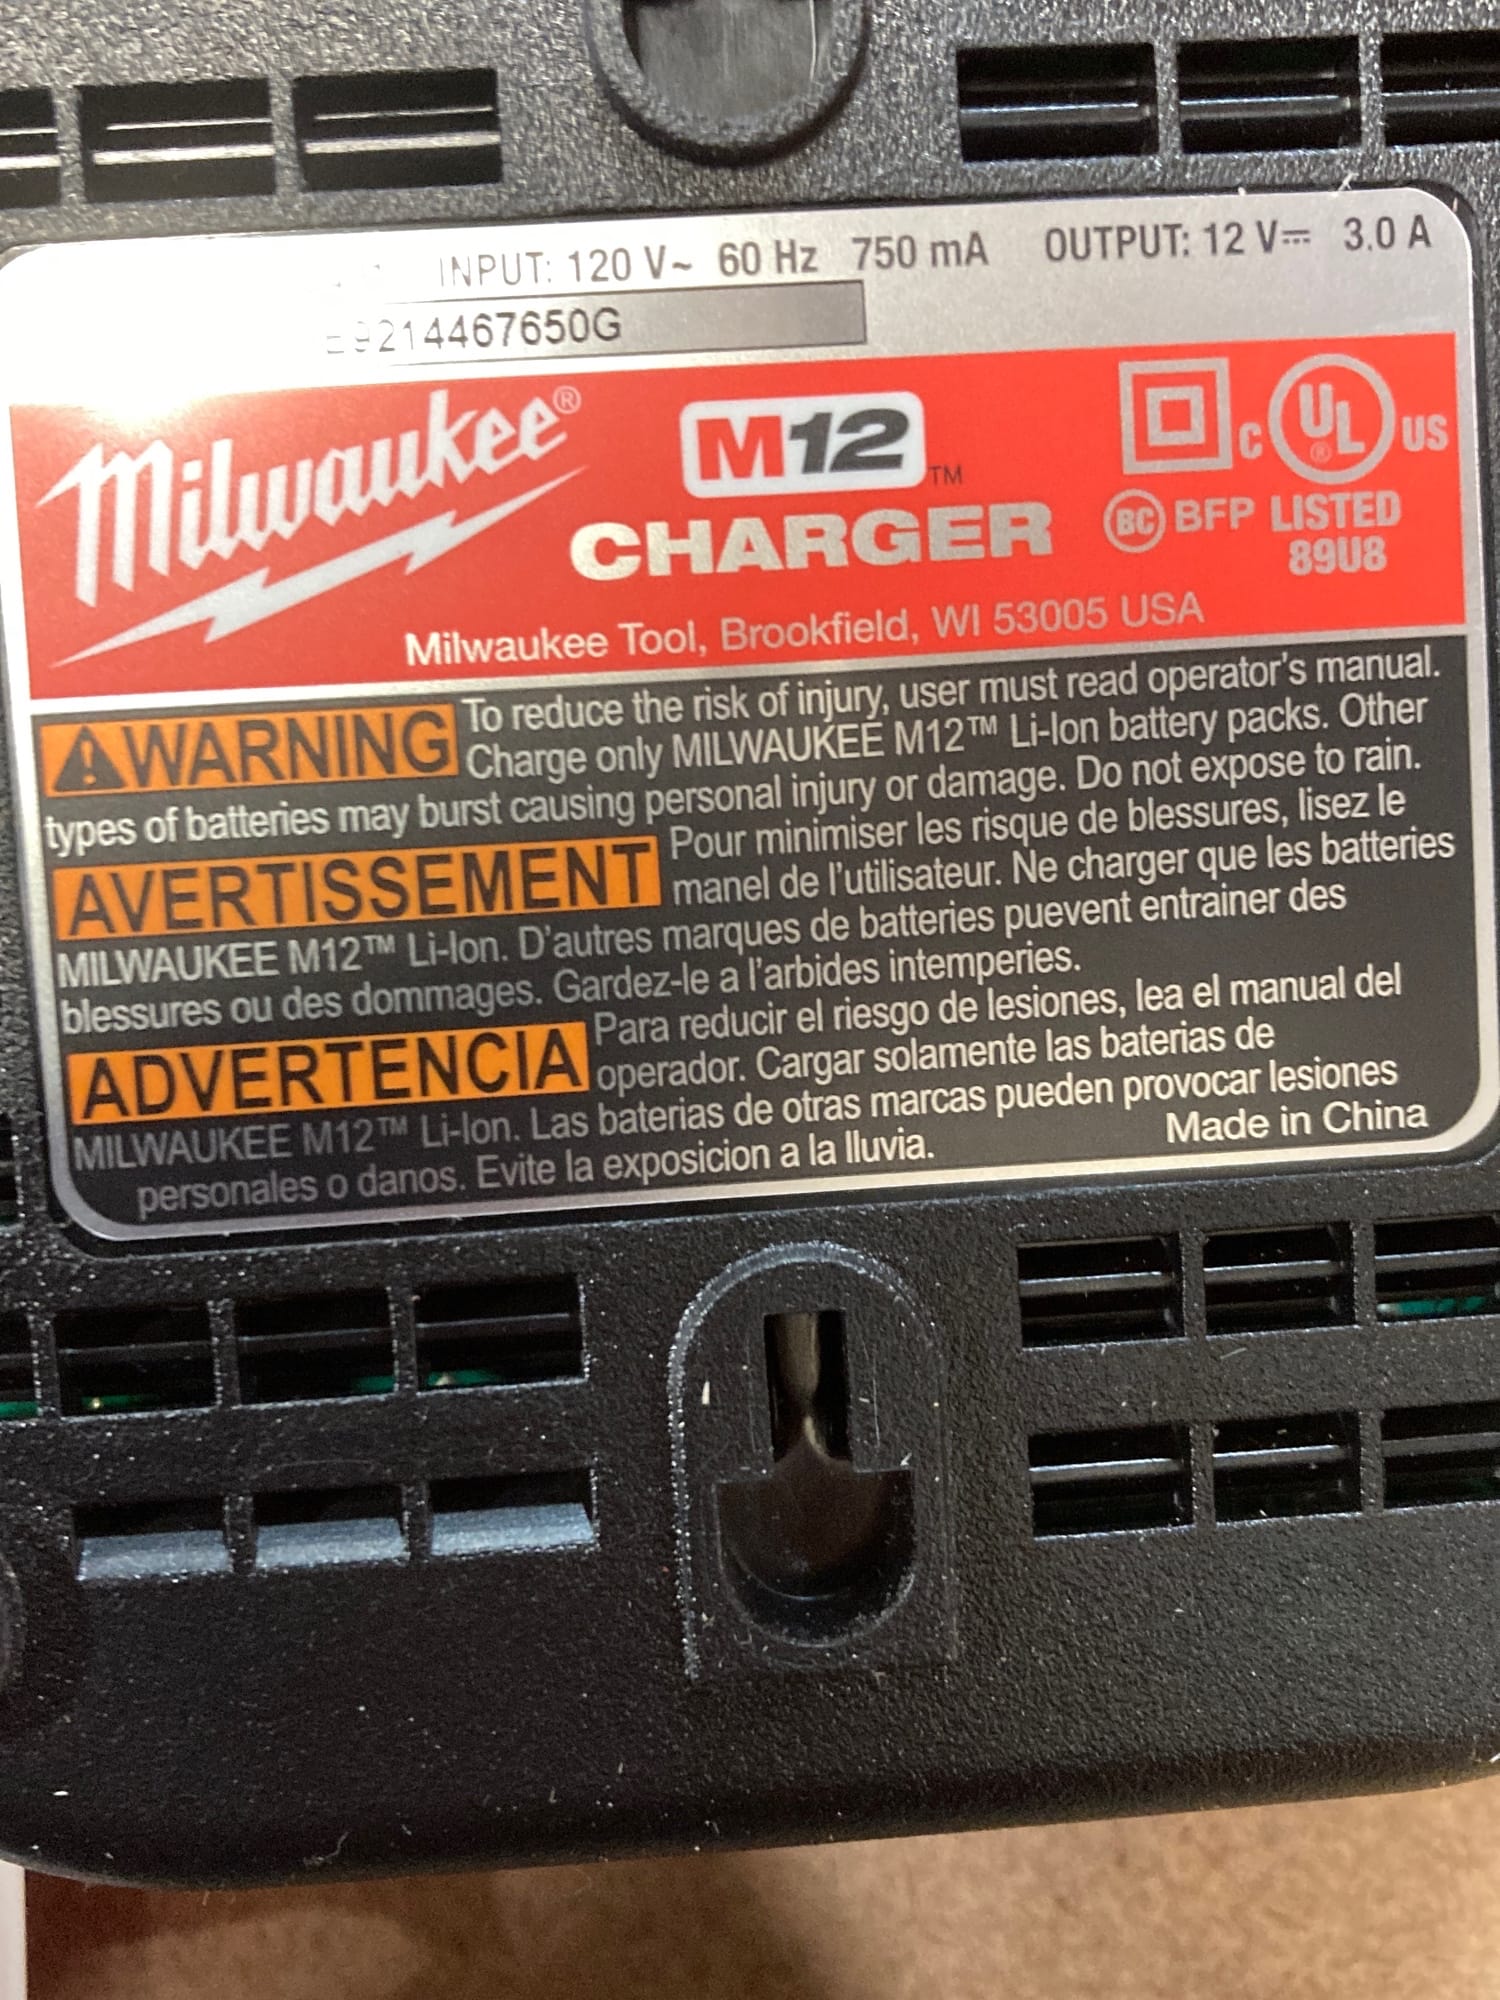 INPUT: 120 V~ 60 Hz 750 mA OUTPUT: 12 V⎓ 3.0 A
9214467650G
Milwaukee®
M12™
CHARGER
C UL® US
BC BFP LISTED
89U8
Milwaukee Tool, Brookfield, WI 53005 USA
WARNING To reduce the risk of injury, user must read operator's manual.
Charge only MILWAUKEE M12™ Li-Ion battery packs. Other
types of batteries may burst causing personal injury or damage. Do not expose to rain.
AVERTISSEMENT Pour minimiser les risque de blessures, lisez le
manel de l'utilisateur. Ne charger que les batteries
MILWAUKEE M12™ Li-Ion. D'autres marques de batteries puevent entrainer des
blessures ou des dommages. Gardez-le a l'arbides intemperies.
ADVERTENCIA Para reducir el riesgo de lesiones, lea el manual del
operador. Cargar solamente las baterias de
MILWAUKEE M12™ Li-Ion. Las baterias de otras marcas pueden provocar lesiones
personales o danos. Evite la exposicion a la lluvia.
Made in China